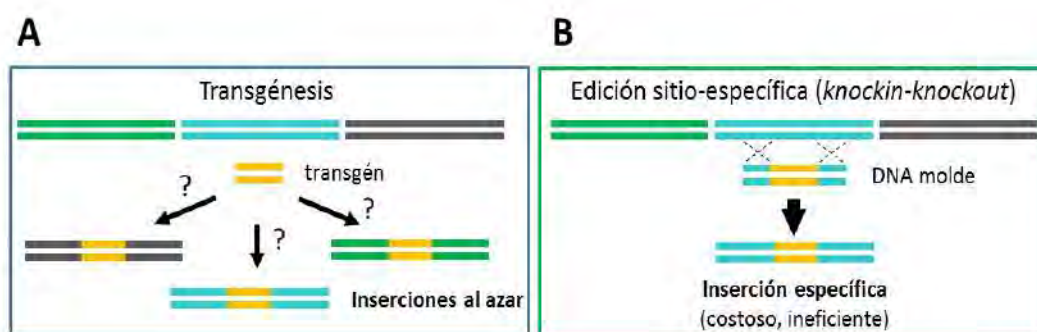 A
Transgénesis
transgén
?
?
?
Inserciones al azar
B
Edición sitio-específica (knockin-knockout)
DNA molde
Inserción específica
(costoso, ineficiente)